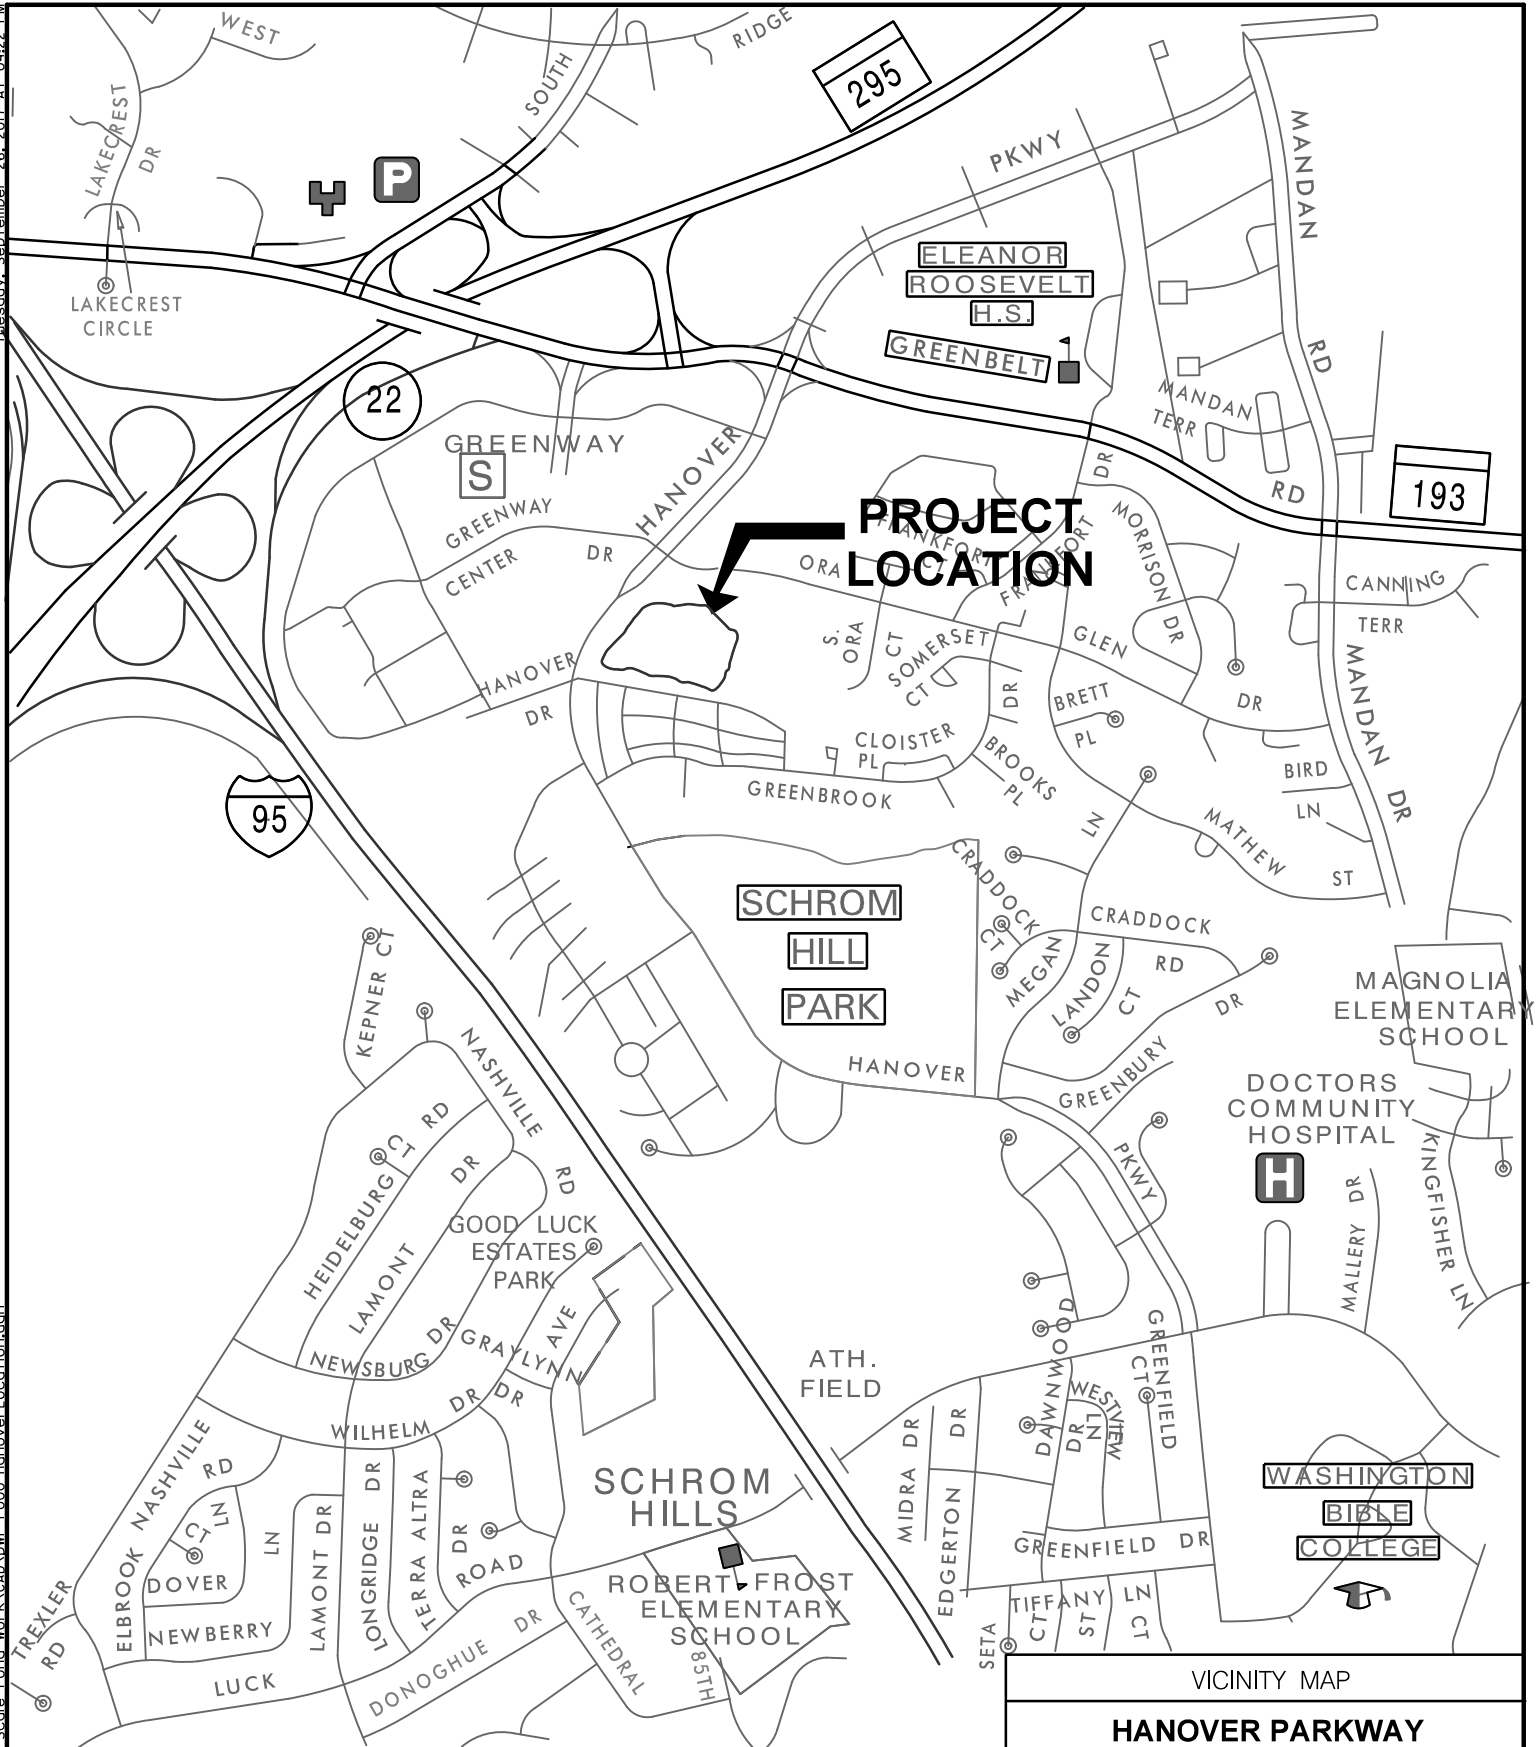 WEST
RIDGE
SOUTH
295
LAKECREST
DR
P
PKWY
MANDAN
RD
LAKECREST
CIRCLE
ELEANOR
ROOSEVELT
H.S.
GREENBELT
22
MANDAN
TERR
GREENWAY
S
HANOVER
DR
RD
193
GREENWAY
CENTER
DR
PROJECT
LOCATION
FRANKFORT
CT
FRANKFORT
MORRISON DR
ORA
CANNING
TERR
S.
ORA
CT
SOMERSET
CT
GLEN
DR
HANOVER
DR
DR
BRETT
PL
MANDAN DR
CLOISTER
PL
BROOKS
PL
BIRD
LN
GREENBROOK
95
LN
MATHEW
ST
CRADDOCK
CT
SCHROM
HILL
PARK
CRADDOCK
RD
MEGAN
LANDON
CT
DR
KEPNER CT
MAGNOLIA
ELEMENTARY
SCHOOL
NASHVILLE
RD
HANOVER
GREENBURY
DOCTORS
COMMUNITY
HOSPITAL
H
PKWY
KINGFISHER LN
MALLERY DR
CT
RD
HEIDELBURG
DR
LAMONT
GOOD LUCK
ESTATES
PARK
NEWSBURG
DR
GRAYLYNN
AVE
DR
DR
WILHELM
ATH.
FIELD
DAWNWOOD
DR
WESTVIEW
LN
GREENFIELD
CT
NASHVILLE
RD
SCHROM
HILLS
MIDRA DR
EDGERTON DR
WASHINGTON
BIBLE
COLLEGE
ELBROOK
LN
CT
LN
DOVER
NEWBERRY
LAMONT DR
LONGRIDGE DR
TERRA ALTRA
DR
ROAD
GREENFIELD DR
ROBERT FROST
ELEMENTARY
SCHOOL
TREXLER
RD
LUCK
DONOGHUE DR
CATHEDRAL
85TH
TIFFANY LN
SETA
CT
ST
CT
VICINITY MAP
HANOVER PARKWAY